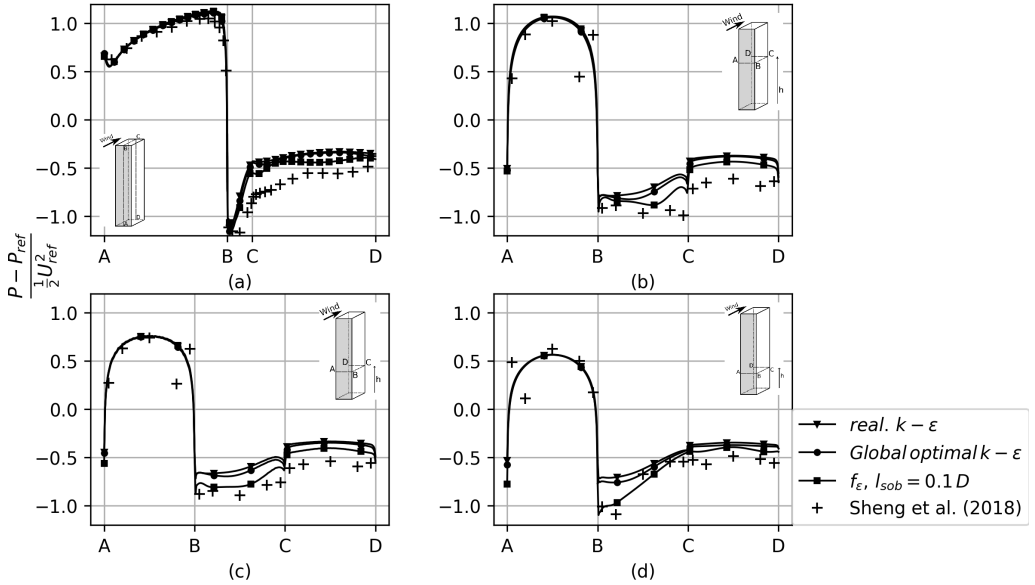 1.0
0.5
0.0
−0.5
−1.0
A B C D
(a)
Wind
B
C
A
D
1.0
0.5
0.0
−0.5
−1.0
A B C D
(b)
Wind
D
C
A
B
h
P − P_ref
½U²_ref
1.0
0.5
0.0
−0.5
−1.0
A B C D
(c)
Wind
D
C
A
B
h
1.0
0.5
0.0
−0.5
−1.0
A B C D
(d)
Wind
D
C
A
B
h
real. k − ε
Global optimal k − ε
f_ε, l_sob = 0.1 D
Sheng et al. (2018)